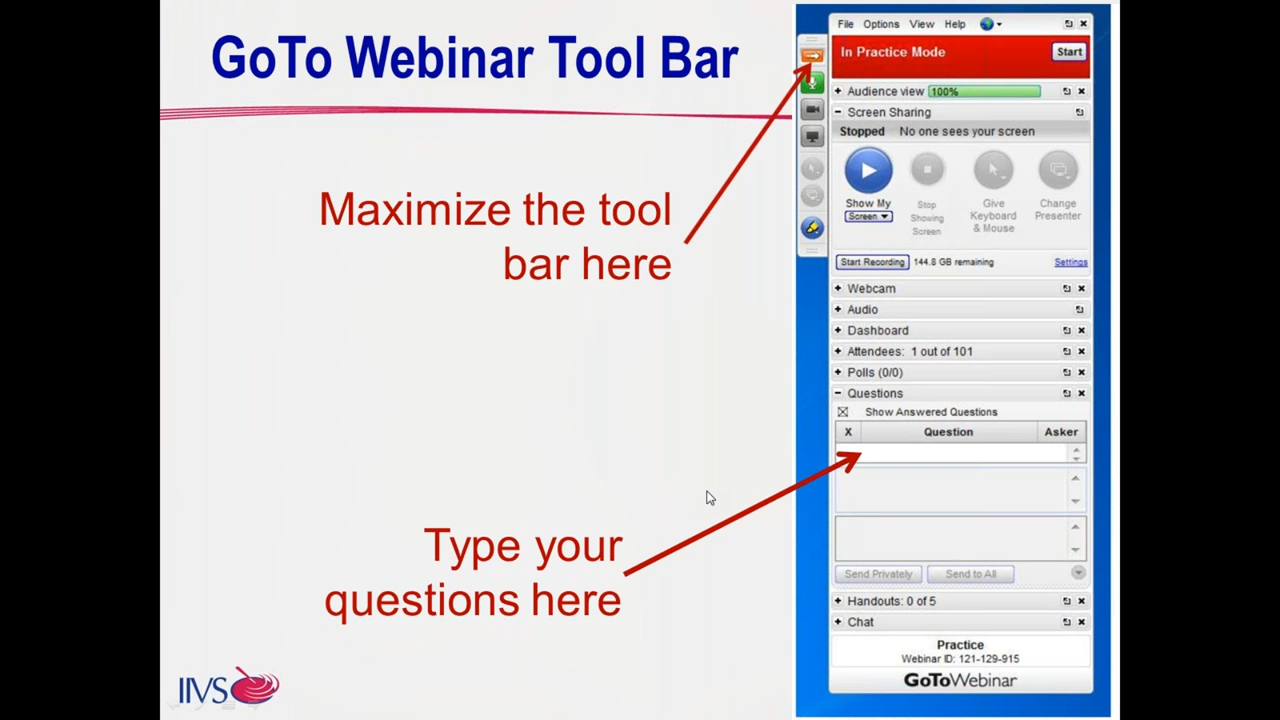 GoTo Webinar Tool Bar
Maximize the tool
bar here
Type your
questions here
IIVS
File Options View Help
In Practice Mode Start
Audience view 100%
Screen Sharing
Stopped No one sees your screen
Show My
Screen
Stop
Showing
Screen
Give
Keyboard
& Mouse
Change
Presenter
Start Recording 144.8 GB remaining Settings
Webcam
Audio
Dashboard
Attendees: 1 out of 101
Polls (0/0)
Questions
Show Answered Questions
X Question Asker
Send Privately Send to All
Handouts: 0 of 5
Chat
Practice
Webinar ID: 121-129-915
GoToWebinar